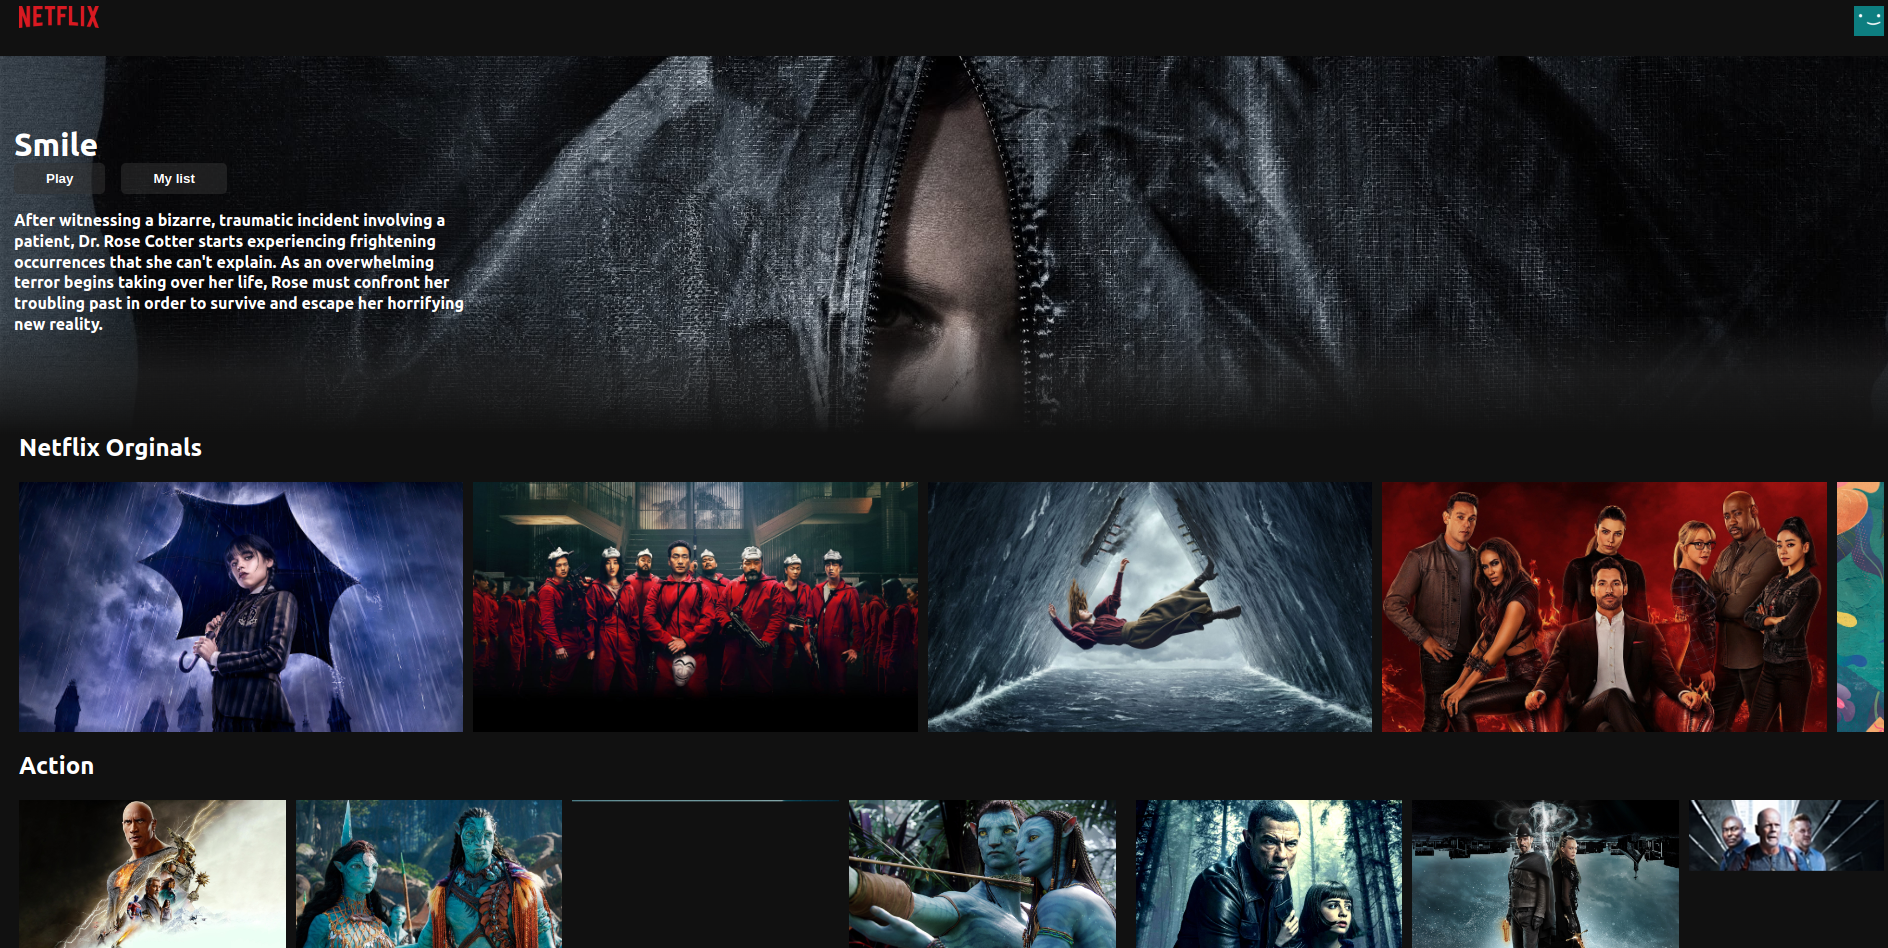 NETFLIX
Smile
Play
My list
After witnessing a bizarre, traumatic incident involving a
patient, Dr. Rose Cotter starts experiencing frightening
occurrences that she can't explain. As an overwhelming
terror begins taking over her life, Rose must confront her
troubling past in order to survive and escape her horrifying
new reality.
Netflix Orginals
Action